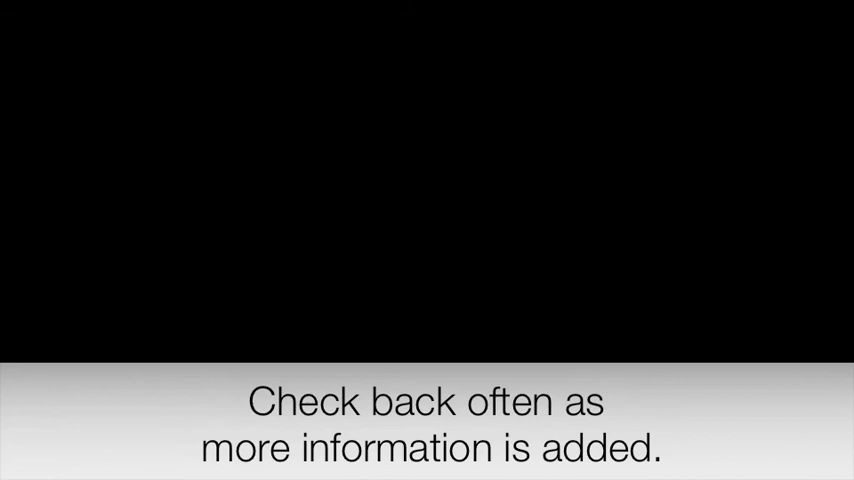 Check back often as
more information is added.